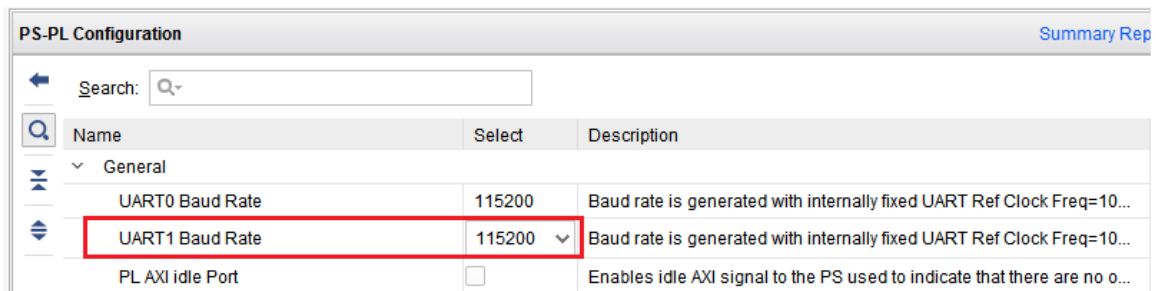 PS-PL Configuration Summary Rep
Search:
Name Select Description
General
UART0 Baud Rate 115200 Baud rate is generated with internally fixed UART Ref Clock Freq=10...
UART1 Baud Rate 115200 Baud rate is generated with internally fixed UART Ref Clock Freq=10...
PL AXI idle Port Enables idle AXI signal to the PS used to indicate that there are no o...